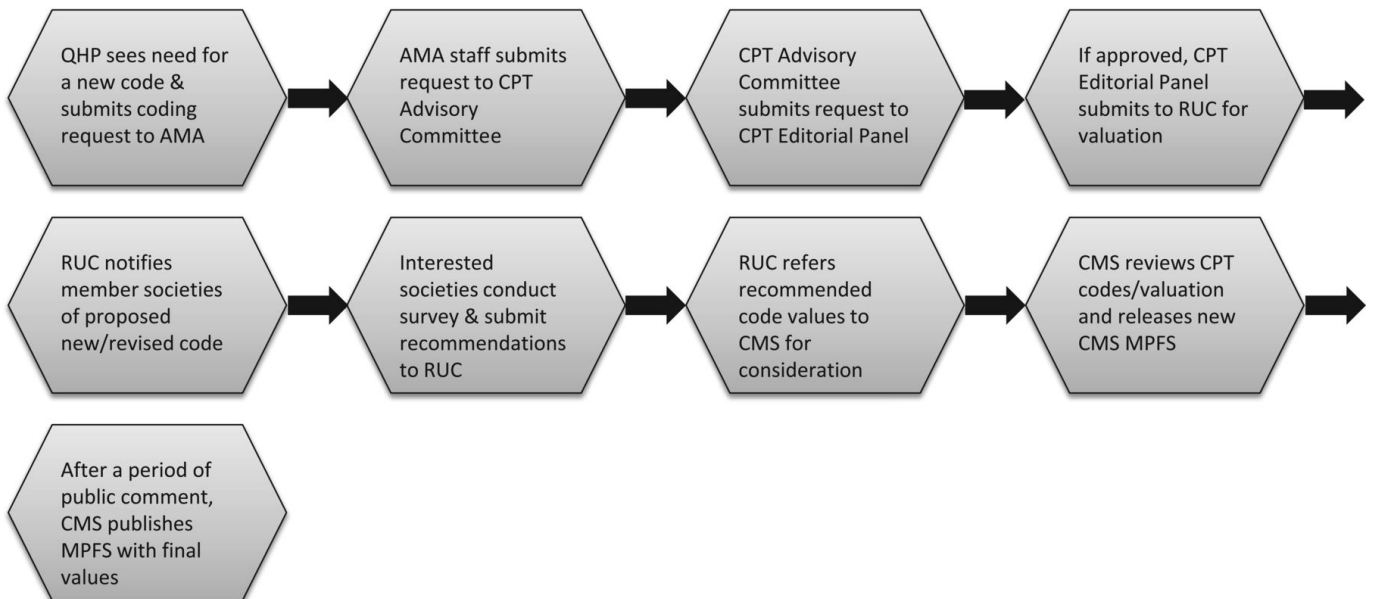 QHP sees need for
a new code &
submits coding
request to AMA
AMA staff submits
request to CPT
Advisory
Committee
CPT Advisory
Committee
submits request to
CPT Editorial Panel
If approved, CPT
Editorial Panel
submits to RUC for
valuation
RUC notifies
member societies
of proposed
new/revised code
Interested
societies conduct
survey & submit
recommendations
to RUC
RUC refers
recommended
code values to
CMS for
consideration
CMS reviews CPT
codes/valuation
and releases new
CMS MPFS
After a period of
public comment,
CMS publishes
MPFS with final
values